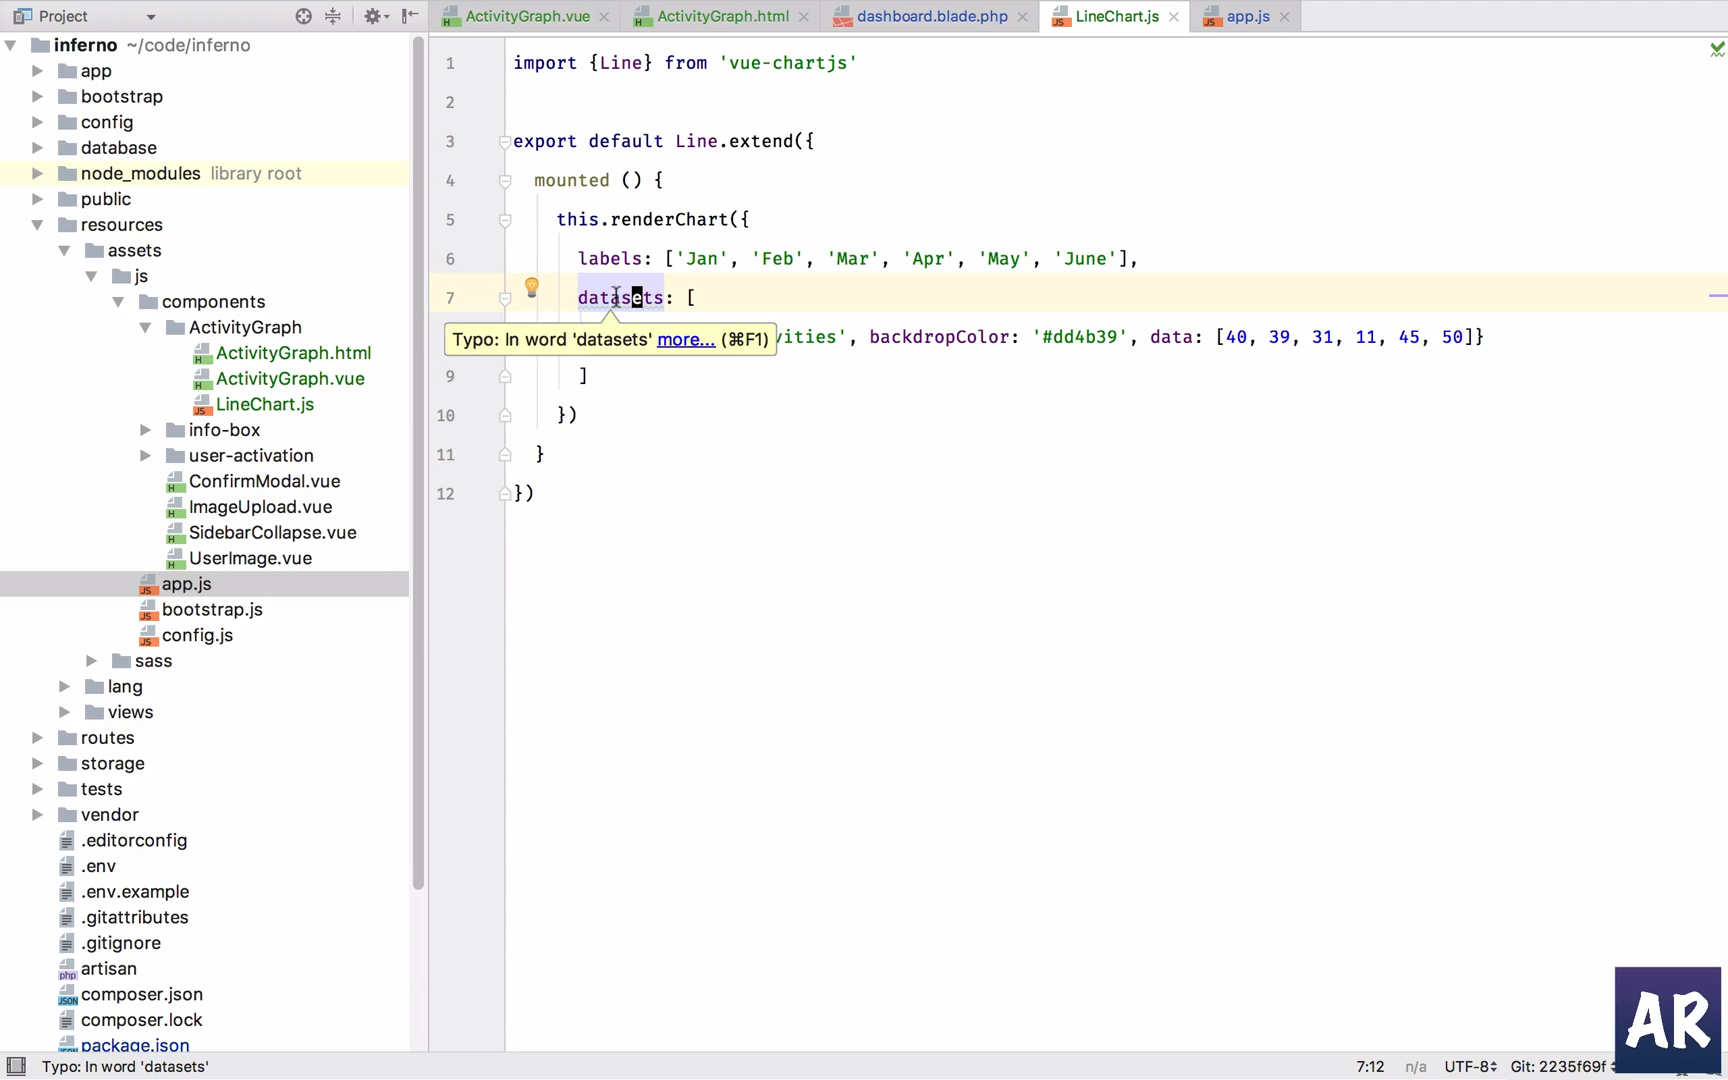 Project
ActivityGraph.vue
ActivityGraph.html
dashboard.blade.php
LineChart.js
app.js
inferno ~/code/inferno
app
bootstrap
config
database
node_modules library root
public
resources
assets
js
components
ActivityGraph
ActivityGraph.html
ActivityGraph.vue
LineChart.js
info-box
user-activation
ConfirmModal.vue
ImageUpload.vue
SidebarCollapse.vue
UserImage.vue
app.js
bootstrap.js
config.js
sass
lang
views
routes
storage
tests
vendor
.editorconfig
.env
.env.example
.gitattributes
.gitignore
artisan
composer.json
composer.lock
package.json
1 import {Line} from 'vue-chartjs'
2
3 export default Line.extend({
4 mounted () {
5 this.renderChart({
6 labels: ['Jan', 'Feb', 'Mar', 'Apr', 'May', 'June'],
7 datasets: [
Typo: In word 'datasets' more... (⌘F1)
vities', backdropColor: '#dd4b39', data: [40, 39, 31, 11, 45, 50]}
9 ]
10 })
11 }
12 })
AR
Typo: In word 'datasets'
7:12 n/a UTF-8 Git: 2235f69f